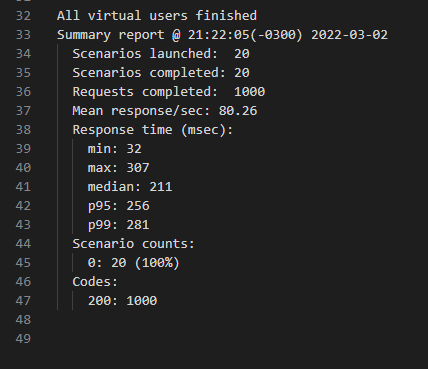 32 All virtual users finished
33 Summary report @ 21:22:05(-0300) 2022-03-02
34 Scenarios launched: 20
35 Scenarios completed: 20
36 Requests completed: 1000
37 Mean response/sec: 80.26
38 Response time (msec):
39 min: 32
40 max: 307
41 median: 211
42 p95: 256
43 p99: 281
44 Scenario counts:
45 0: 20 (100%)
46 Codes:
47 200: 1000
48
49